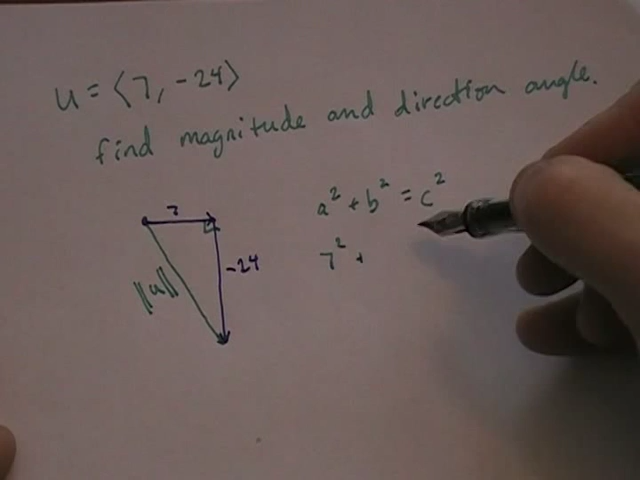 u = ⟨7, -24⟩
find magnitude and direction angle.
7
-24
||u||
a² + b² = c²
7² +